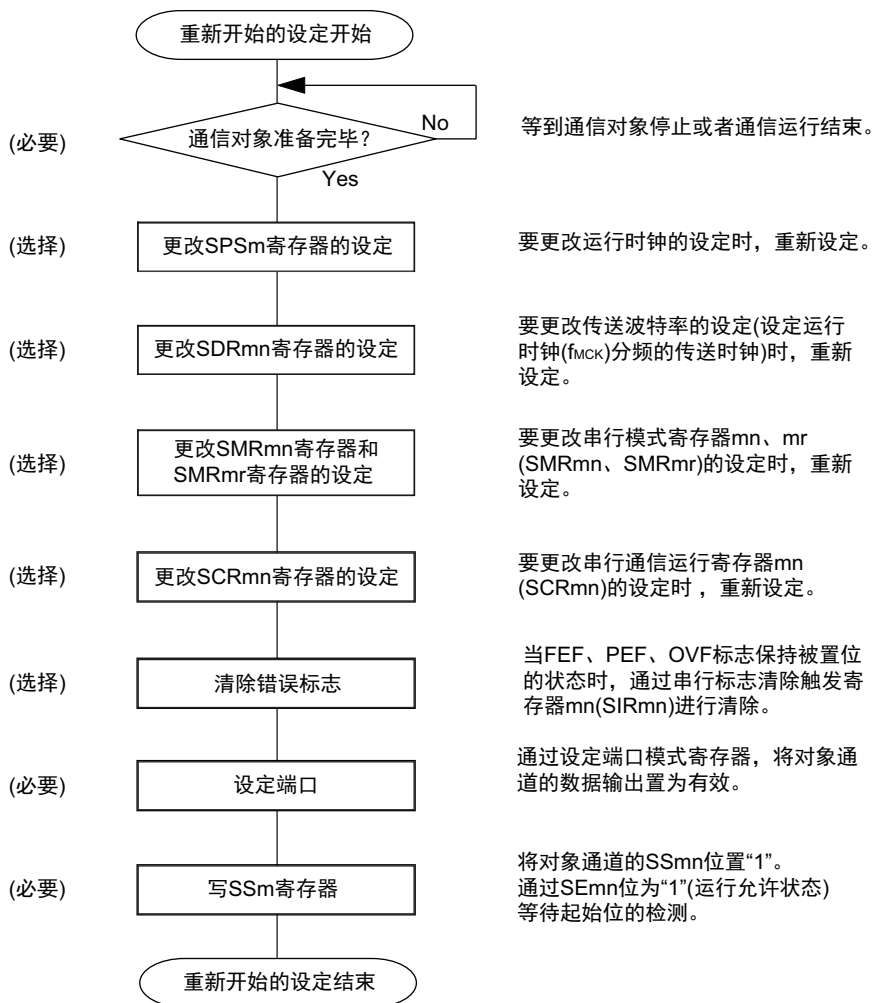 重新开始的设定开始
(必要)
通信对象准备完毕？
No
Yes
等到通信对象停止或者通信运行结束。
(选择)
更改SPSm寄存器的设定
要更改运行时钟的设定时，重新设定。
(选择)
更改SDRmn寄存器的设定
要更改传送波特率的设定(设定运行
时钟(fMCK)分频的传送时钟)时，重新
设定。
(选择)
更改SMRmn寄存器和
SMRmr寄存器的设定
要更改串行模式寄存器mn、mr
(SMRmn、SMRmr)的设定时，重新
设定。
(选择)
更改SCRmn寄存器的设定
要更改串行通信运行寄存器mn
(SCRmn)的设定时 ，重新设定。
(选择)
清除错误标志
当FEF、PEF、OVF标志保持被置位
的状态时，通过串行标志清除触发寄
存器mn(SIRmn)进行清除。
(必要)
设定端口
通过设定端口模式寄存器，将对象通
道的数据输出置为有效。
(必要)
写SSm寄存器
将对象通道的SSmn位置“1”。
通过SEmn位为“1”(运行允许状态)
等待起始位的检测。
重新开始的设定结束